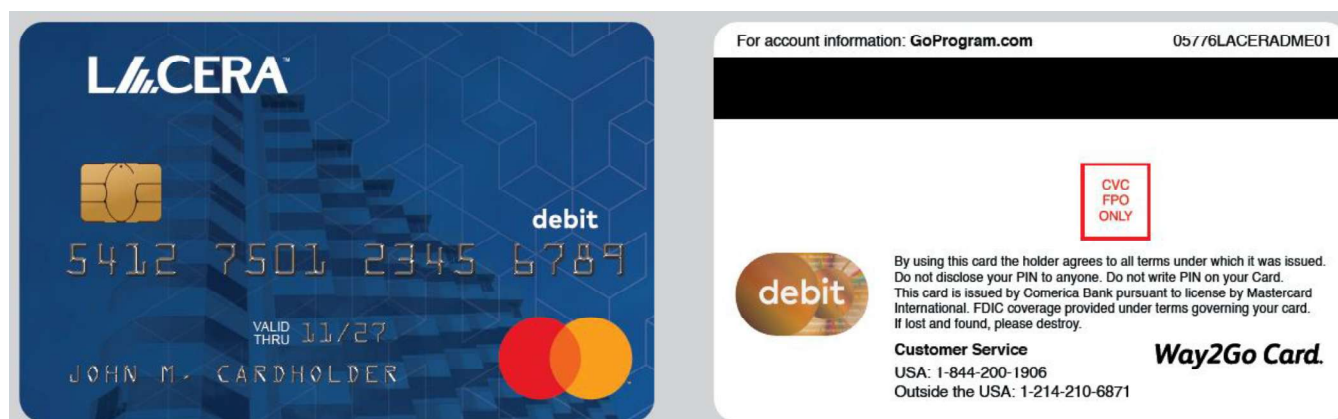 LACERA™
debit
5412 7501 2345 6789
VALID
THRU 11/27
JOHN M. CARDHOLDER
For account information: GoProgram.com 05776LACERADME01
CVC
FPO
ONLY
debit
By using this card the holder agrees to all terms under which it was issued.
Do not disclose your PIN to anyone. Do not write PIN on your Card.
This card is issued by Comerica Bank pursuant to license by Mastercard
International. FDIC coverage provided under terms governing your card.
If lost and found, please destroy.
Customer Service
USA: 1-844-200-1906
Outside the USA: 1-214-210-6871
Way2Go Card.